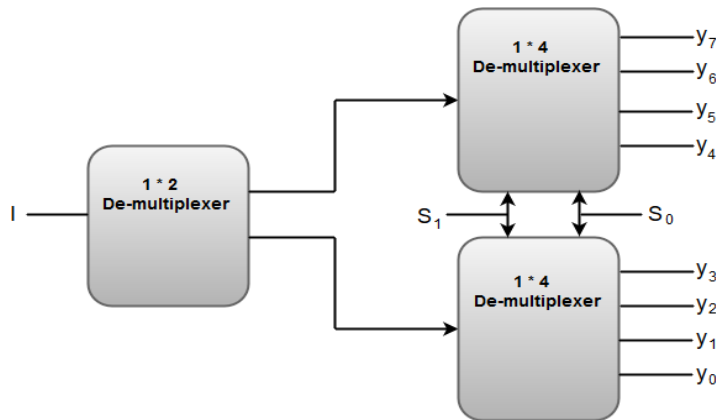 I
1 * 2
De-multiplexer
1 * 4
De-multiplexer
y7
y6
y5
y4
S1
S0
1 * 4
De-multiplexer
y3
y2
y1
y0